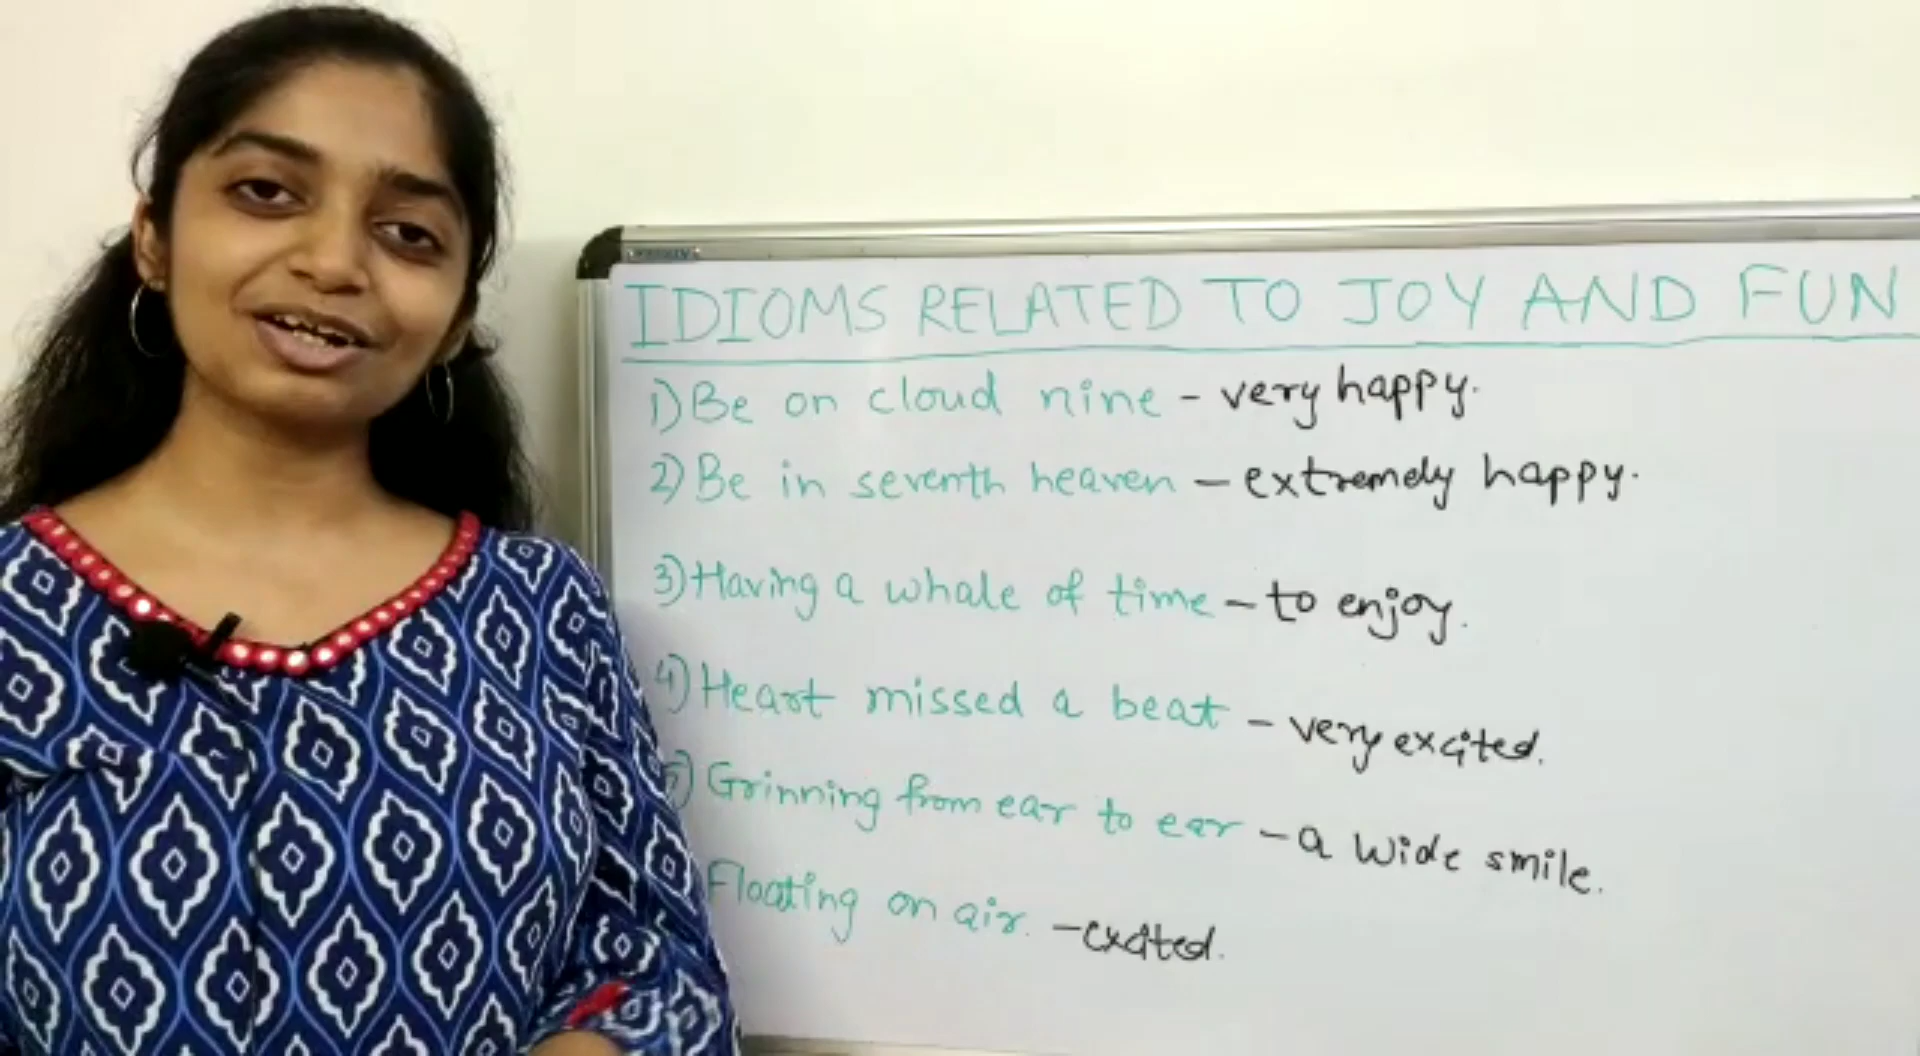 IDIOMS RELATED TO JOY AND FUN
1) Be on cloud nine - very happy.
2) Be in seventh heaven - extremely happy.
3) Having a whale of time - to enjoy.
4) Heart missed a beat - very excited.
5) Grinning from ear to ear - a wide smile.
Floating on air. - excited.